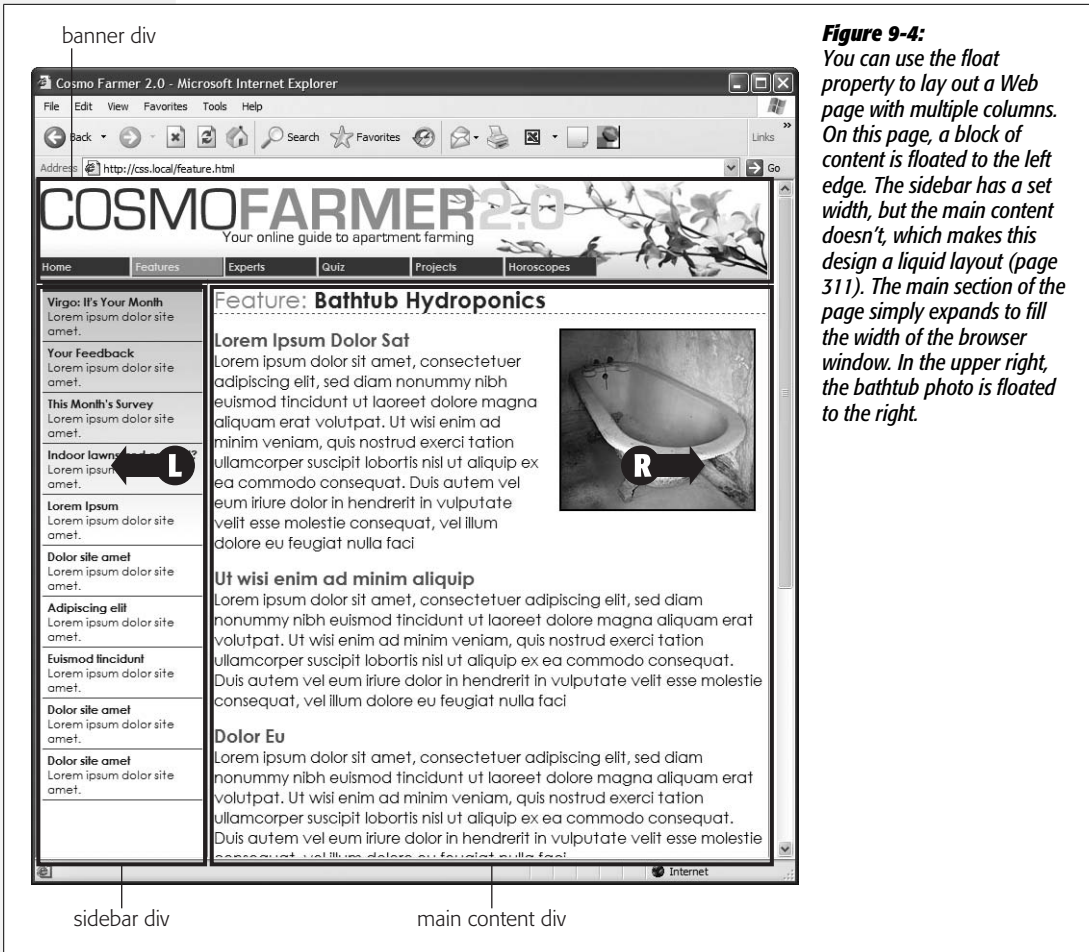 banner div
Cosmo Farmer 2.0 - Microsoft Internet Explorer
File Edit View Favorites Tools Help
Back Search Favorites Links »
Address http://css.local/feature.html Go
COSMOFARMER2.0
Your online guide to apartment farming
Home Features Experts Quiz Projects Horoscopes
Virgo: It's Your Month
Lorem ipsum dolor site
amet.
Your Feedback
Lorem ipsum dolor site
amet.
This Month's Survey
Lorem ipsum dolor site
amet.
Indoor lawns
Lorem
amet.
L
Lorem Ipsum
Lorem ipsum dolor site
amet.
Dolor site amet
Lorem ipsum dolor site
amet.
Adipiscing elit
Lorem ipsum dolor site
amet.
Euismod tincidunt
Lorem ipsum dolor site
amet.
Dolor site amet
Lorem ipsum dolor site
amet.
Dolor site amet
Lorem ipsum dolor site
amet.
Feature: Bathtub Hydroponics
Lorem Ipsum Dolor Sat
Lorem ipsum dolor sit amet, consectetuer
adipiscing elit, sed diam nonummy nibh
euismod tincidunt ut laoreet dolore magna
aliquam erat volutpat. Ut wisi enim ad
minim veniam, quis nostrud exerci tation
ullamcorper suscipit lobortis nisl ut aliquip ex
ea commodo consequat. Duis autem vel
eum iriure dolor in hendrerit in vulputate
velit esse molestie consequat, vel illum
dolore eu feugiat nulla faci
R
Ut wisi enim ad minim aliquip
Lorem ipsum dolor sit amet, consectetuer adipiscing elit, sed diam
nonummy nibh euismod tincidunt ut laoreet dolore magna aliquam erat
volutpat. Ut wisi enim ad minim veniam, quis nostrud exerci tation
ullamcorper suscipit lobortis nisl ut aliquip ex ea commodo consequat.
Duis autem vel eum iriure dolor in hendrerit in vulputate velit esse molestie
consequat, vel illum dolore eu feugiat nulla faci
Dolor Eu
Lorem ipsum dolor sit amet, consectetuer adipiscing elit, sed diam
nonummy nibh euismod tincidunt ut laoreet dolore magna aliquam erat
volutpat. Ut wisi enim ad minim veniam, quis nostrud exerci tation
ullamcorper suscipit lobortis nisl ut aliquip ex ea commodo consequat.
Duis autem vel eum iriure dolor in hendrerit in vulputate velit esse molestie
Internet
sidebar div
main content div
Figure 9-4:
You can use the float
property to lay out a Web
page with multiple columns.
On this page, a block of
content is floated to the left
edge. The sidebar has a set
width, but the main content
doesn't, which makes this
design a liquid layout (page
311). The main section of the
page simply expands to fill
the width of the browser
window. In the upper right,
the bathtub photo is floated
to the right.